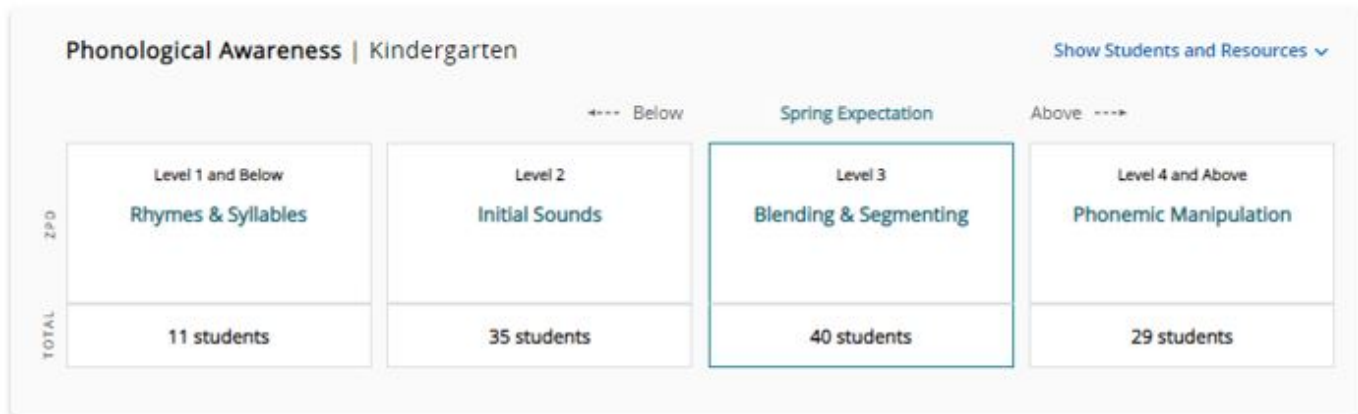 Phonological Awareness | Kindergarten
Show Students and Resources
Below
Spring Expectation
Above
ZPD
Level 1 and Below
Rhymes & Syllables
Level 2
Initial Sounds
Level 3
Blending & Segmenting
Level 4 and Above
Phonemic Manipulation
TOTAL
11 students
35 students
40 students
29 students